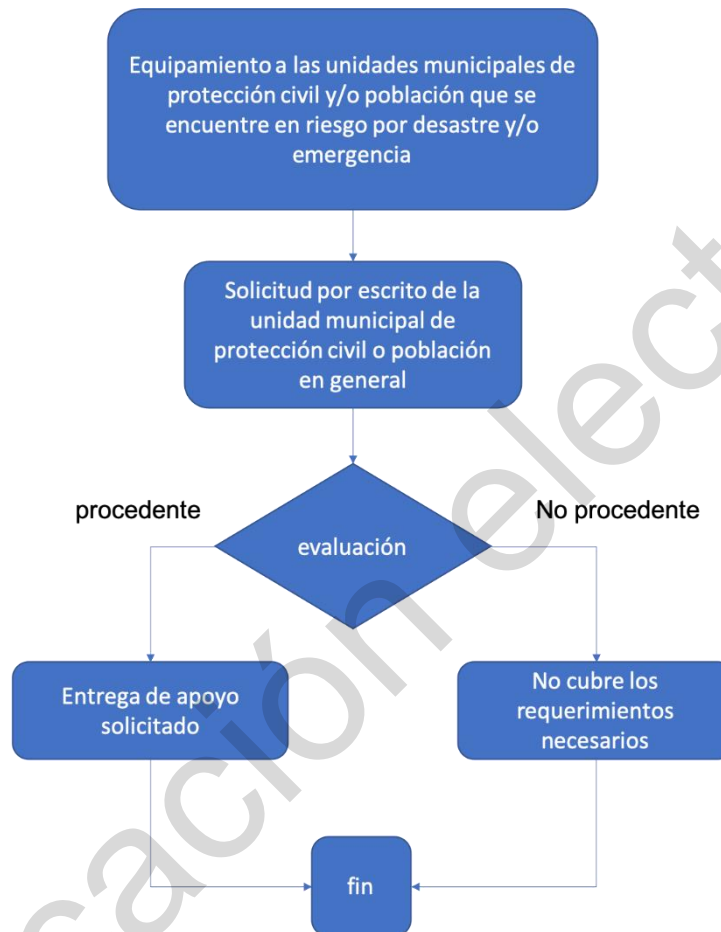 Equipamiento a las unidades municipales de
protección civil y/o población que se
encuentre en riesgo por desastre y/o
emergencia
Solicitud por escrito de la
unidad municipal de
protección civil o población
en general
procedente
No procedente
evaluación
Entrega de apoyo
solicitado
No cubre los
requerimientos
necesarios
fin